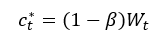 c_t^* = (1 − β)W_t